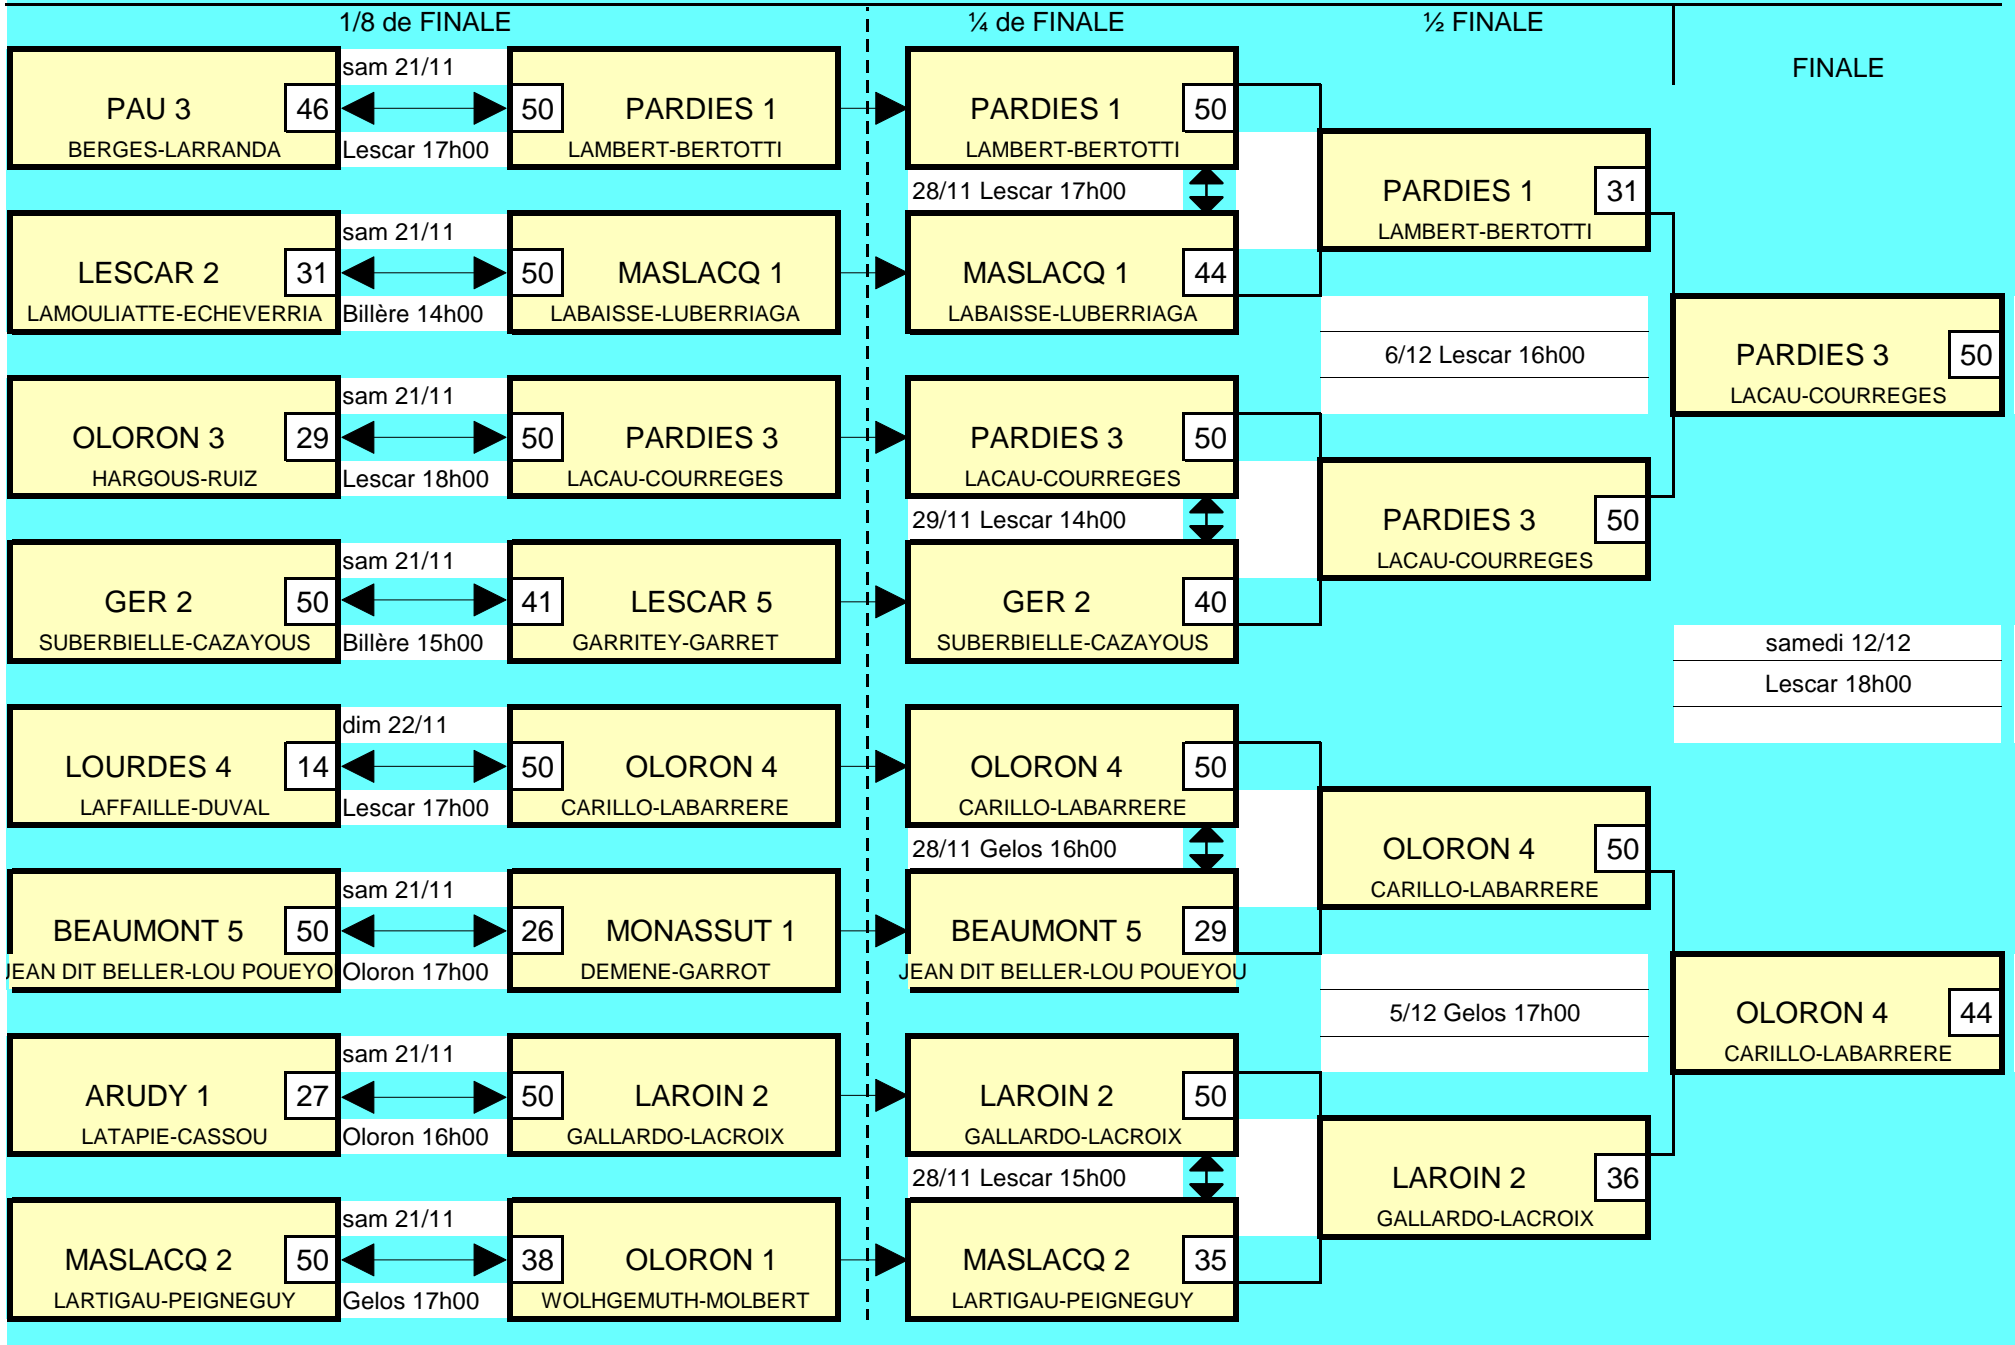 1/8 de FINALE
¼ de FINALE
½ FINALE
FINALE
sam 21/11
PAU 3
46
50
PARDIES 1
BERGES-LARRANDA
Lescar 17h00
LAMBERT-BERTOTTI
sam 21/11
LESCAR 2
31
50
MASLACQ 1
LAMOULIATTE-ECHEVERRIA
Billère 14h00
LABAISSE-LUBERRIAGA
sam 21/11
OLORON 3
29
50
PARDIES 3
HARGOUS-RUIZ
Lescar 18h00
LACAU-COURREGES
sam 21/11
GER 2
50
41
LESCAR 5
SUBERBIELLE-CAZAYOUS
Billère 15h00
GARRITEY-GARRET
dim 22/11
LOURDES 4
14
50
OLORON 4
LAFFAILLE-DUVAL
Lescar 17h00
CARILLO-LABARRERE
sam 21/11
BEAUMONT 5
50
26
MONASSUT 1
JEAN DIT BELLER-LOU POUEYO
Oloron 17h00
DEMENE-GARROT
sam 21/11
ARUDY 1
27
50
LAROIN 2
LATAPIE-CASSOU
Oloron 16h00
GALLARDO-LACROIX
sam 21/11
MASLACQ 2
50
38
OLORON 1
LARTIGAU-PEIGNEGUY
Gelos 17h00
WOLHGEMUTH-MOLBERT
PARDIES 1
50
LAMBERT-BERTOTTI
28/11 Lescar 17h00
MASLACQ 1
44
LABAISSE-LUBERRIAGA
PARDIES 3
50
LACAU-COURREGES
29/11 Lescar 14h00
GER 2
40
SUBERBIELLE-CAZAYOUS
OLORON 4
50
CARILLO-LABARRERE
28/11 Gelos 16h00
BEAUMONT 5
29
JEAN DIT BELLER-LOU POUEYOU
LAROIN 2
50
GALLARDO-LACROIX
28/11 Lescar 15h00
MASLACQ 2
35
LARTIGAU-PEIGNEGUY
PARDIES 1
31
LAMBERT-BERTOTTI
6/12 Lescar 16h00
PARDIES 3
50
LACAU-COURREGES
OLORON 4
50
CARILLO-LABARRERE
5/12 Gelos 17h00
LAROIN 2
36
GALLARDO-LACROIX
PARDIES 3
50
LACAU-COURREGES
samedi 12/12
Lescar 18h00
OLORON 4
44
CARILLO-LABARRERE